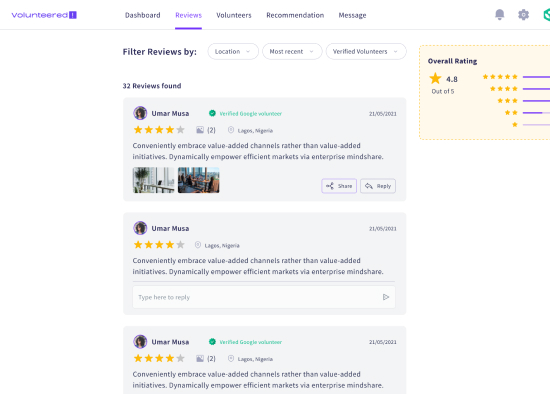 Volunteered!
Dashboard
Reviews
Volunteers
Recommendation
Message
Filter Reviews by:
Location
Most recent
Verified Volunteers
32 Reviews found
Umar Musa
Verified Google volunteer
21/05/2021
(2)
Lagos, Nigeria
Conveniently embrace value-added channels rather than value-added
initiatives. Dynamically empower efficient markets via enterprise mindshare.
Share
Reply
Umar Musa
21/05/2021
Lagos, Nigeria
Conveniently embrace value-added channels rather than value-added
initiatives. Dynamically empower efficient markets via enterprise mindshare.
Type here to reply
Umar Musa
Verified Google volunteer
21/05/2021
(2)
Lagos, Nigeria
Conveniently embrace value-added channels rather than value-added
initiatives. Dynamically empower efficient markets via enterprise mindshare.
Overall Rating
4.8
Out of 5